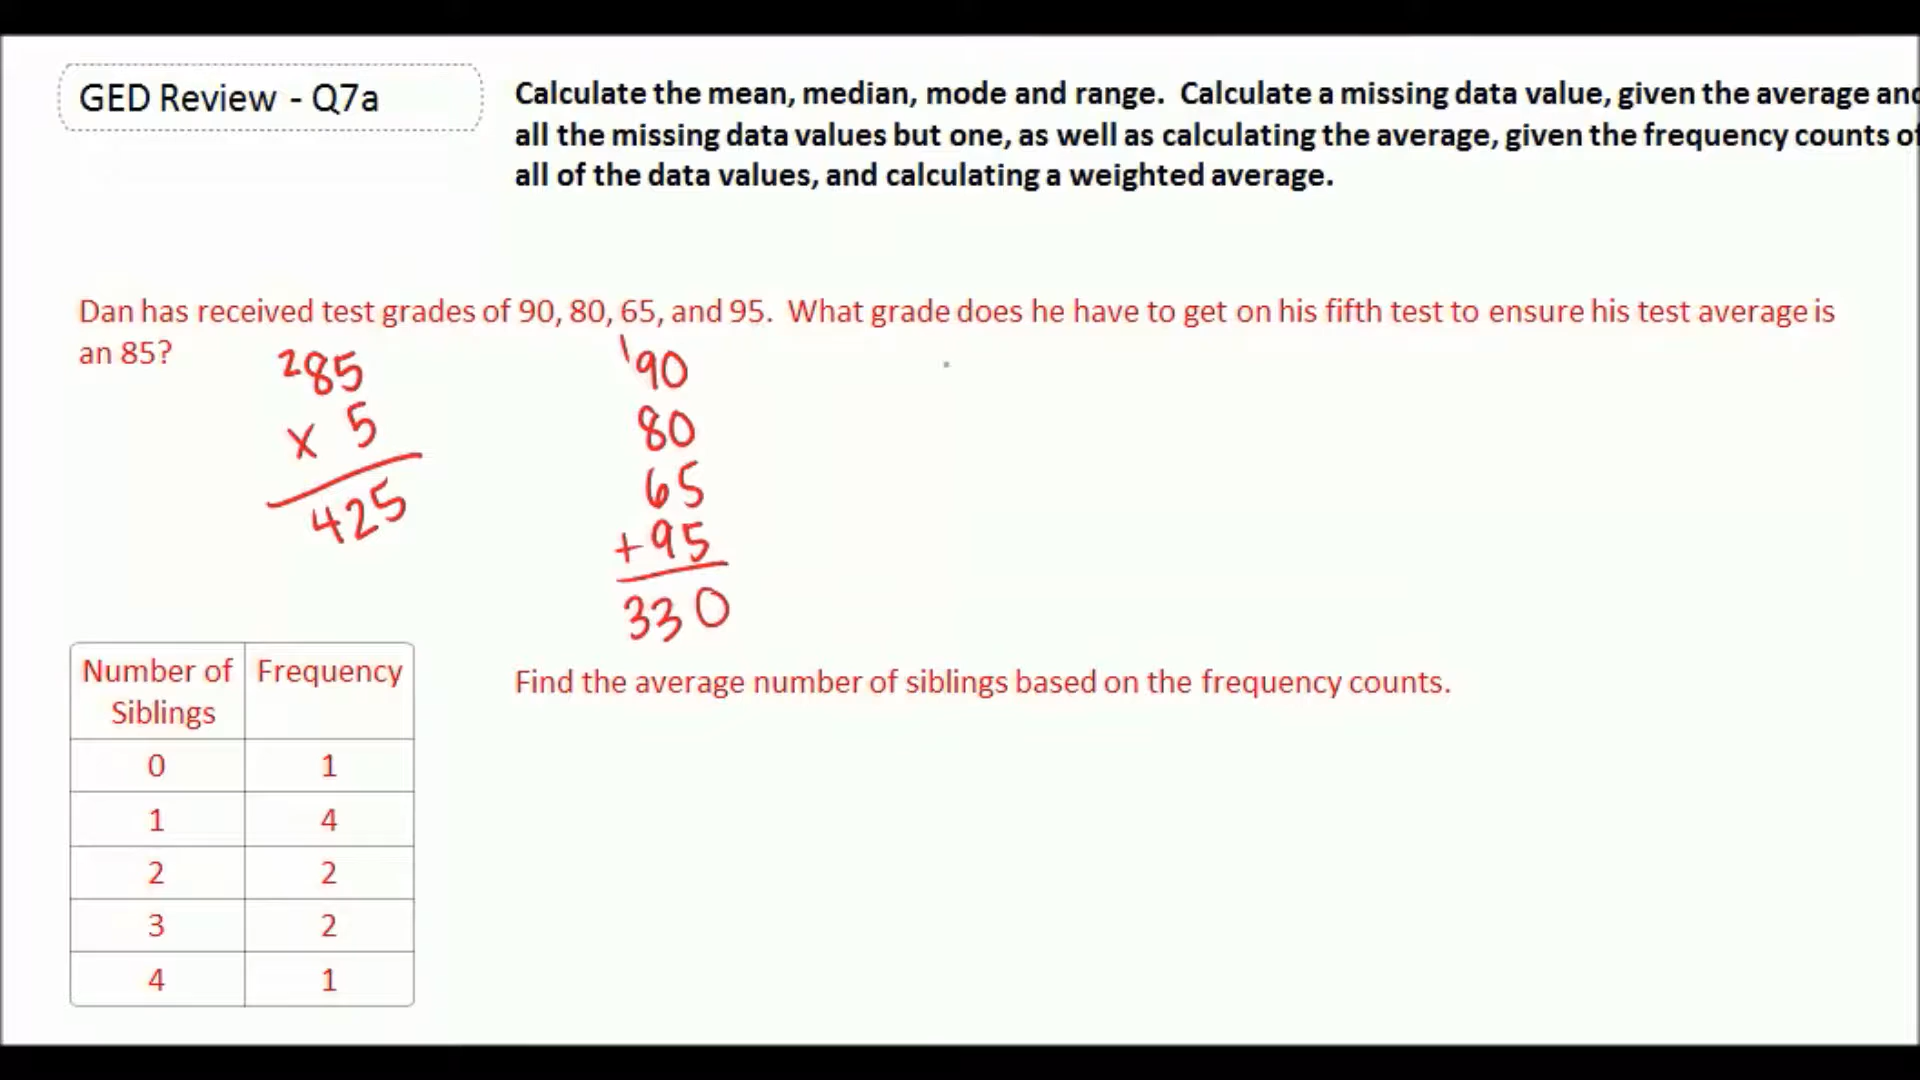 GED Review - Q7a
Calculate the mean, median, mode and range. Calculate a missing data value, given the average and
all the missing data values but one, as well as calculating the average, given the frequency counts of
all of the data values, and calculating a weighted average.
Dan has received test grades of 90, 80, 65, and 95. What grade does he have to get on his fifth test to ensure his test average is
an 85?
2 85
x 5
425
1 90
80
65
+95
330
Number of Siblings Frequency
0 1
1 4
2 2
3 2
4 1
Find the average number of siblings based on the frequency counts.